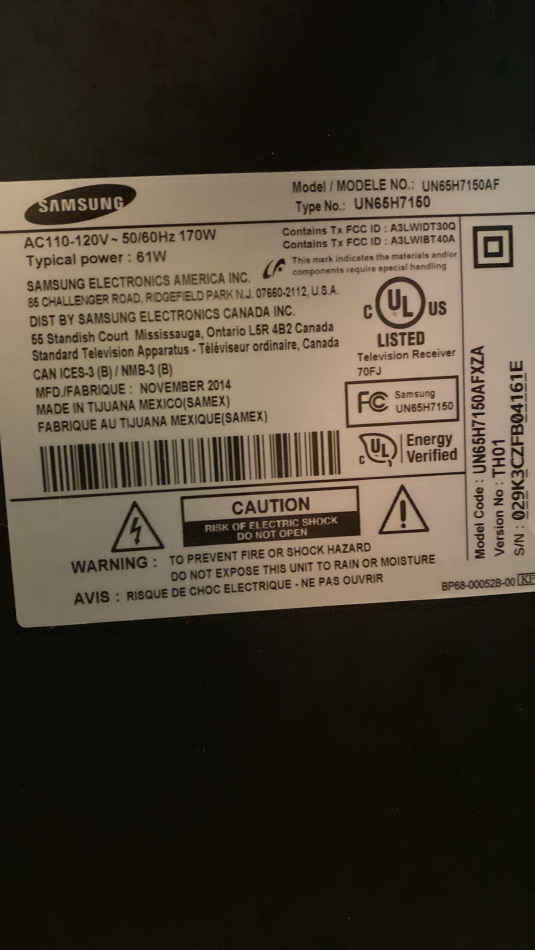 SAMSUNG
Model / MODELE NO.: UN65H7150AF
Type No.: UN65H7150
AC110-120V~ 50/60Hz 170W
Typical power : 61W
Contains Tx FCC ID : A3LWIDT30Q
Contains Tx FCC ID : A3LWIBT40A
This mark indicates the materials and/or
components require special handling
SAMSUNG ELECTRONICS AMERICA INC.
85 CHALLENGER ROAD, RIDGEFIELD PARK N.J. 07660-2112, U.S.A.
DIST BY SAMSUNG ELECTRONICS CANADA INC.
55 Standish Court Mississauga, Ontario L5R 4B2 Canada
Standard Television Apparatus - Téléviseur ordinaire, Canada
CAN ICES-3 (B) / NMB-3 (B)
MFD./FABRIQUE : NOVEMBER 2014
MADE IN TIJUANA MEXICO(SAMEX)
FABRIQUE AU TIJUANA MEXIQUE(SAMEX)
C UL US
LISTED
Television Receiver
70FJ
FC Samsung
UN65H7150
C UL Energy
Verified
CAUTION
RISK OF ELECTRIC SHOCK
DO NOT OPEN
WARNING : TO PREVENT FIRE OR SHOCK HAZARD
DO NOT EXPOSE THIS UNIT TO RAIN OR MOISTURE
AVIS : RISQUE DE CHOC ELECTRIQUE - NE PAS OUVRIR
BP68-00052B-00
Model Code : UN65H7150AFXZA
Version No : TH01
S/N : 029K3CZFB04161E